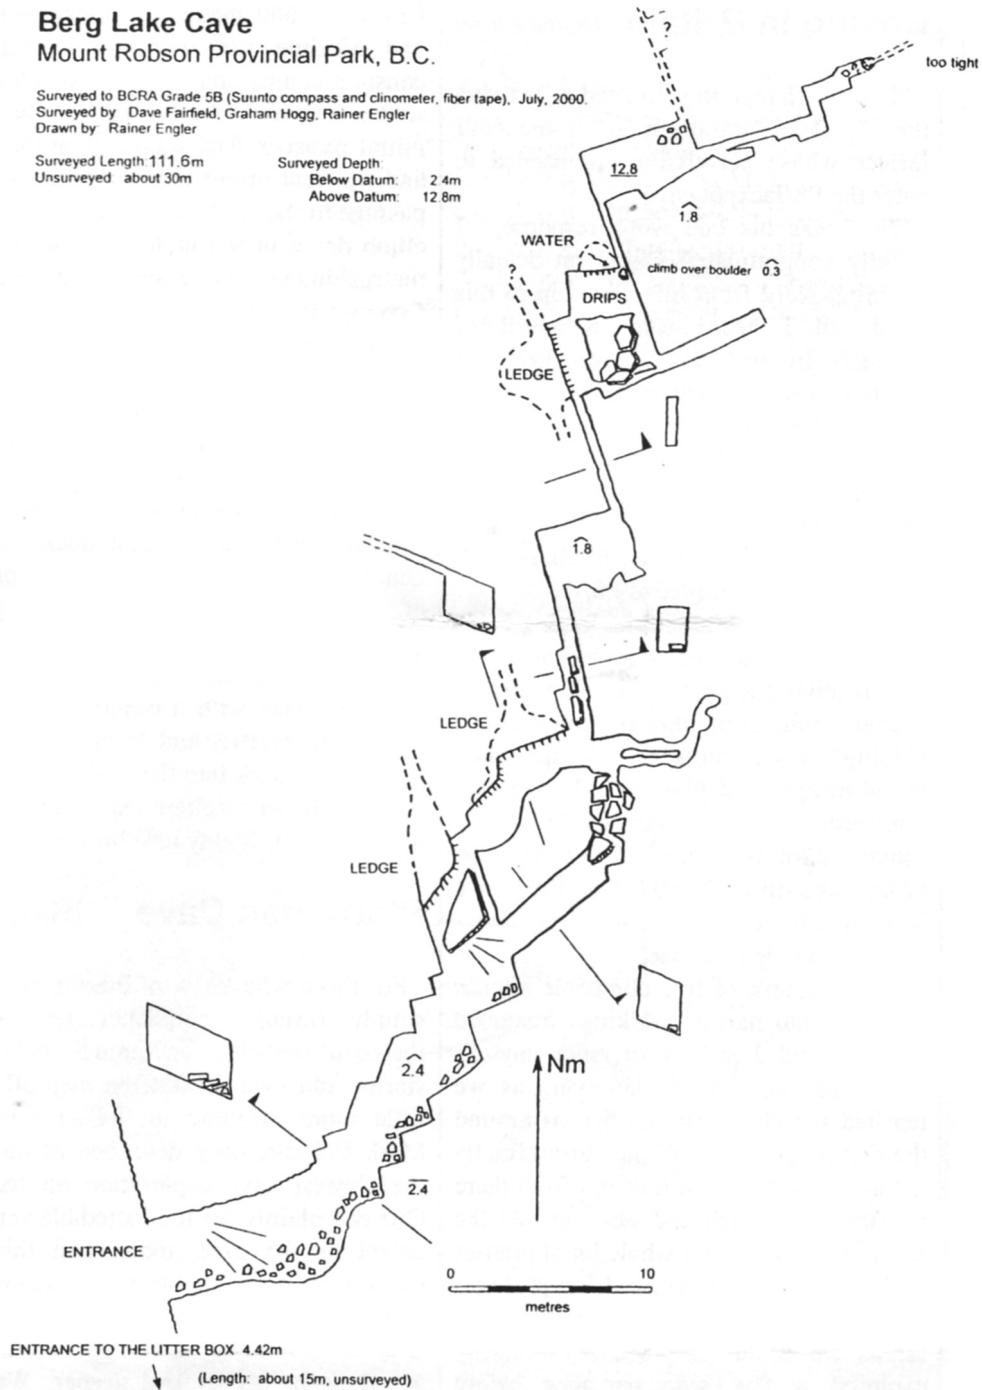 Berg Lake Cave
Mount Robson Provincial Park, B.C.
Surveyed to BCRA Grade 5B (Suunto compass and clinometer, fiber tape), July, 2000.
Surveyed by Dave Fairfield, Graham Hogg, Rainer Engler
Drawn by: Rainer Engler
Surveyed Length:111.6m
Unsurveyed: about 30m
Surveyed Depth:
Below Datum: 2.4m
Above Datum: 12.8m
?
too tight
12.8
1.8
WATER
climb over boulder 0.3
?
DRIPS
LEDGE
1.8
LEDGE
LEDGE
Nm
2.4
2.4
ENTRANCE
0 10
metres
ENTRANCE TO THE LITTER BOX 4.42m
(Length: about 15m, unsurveyed)